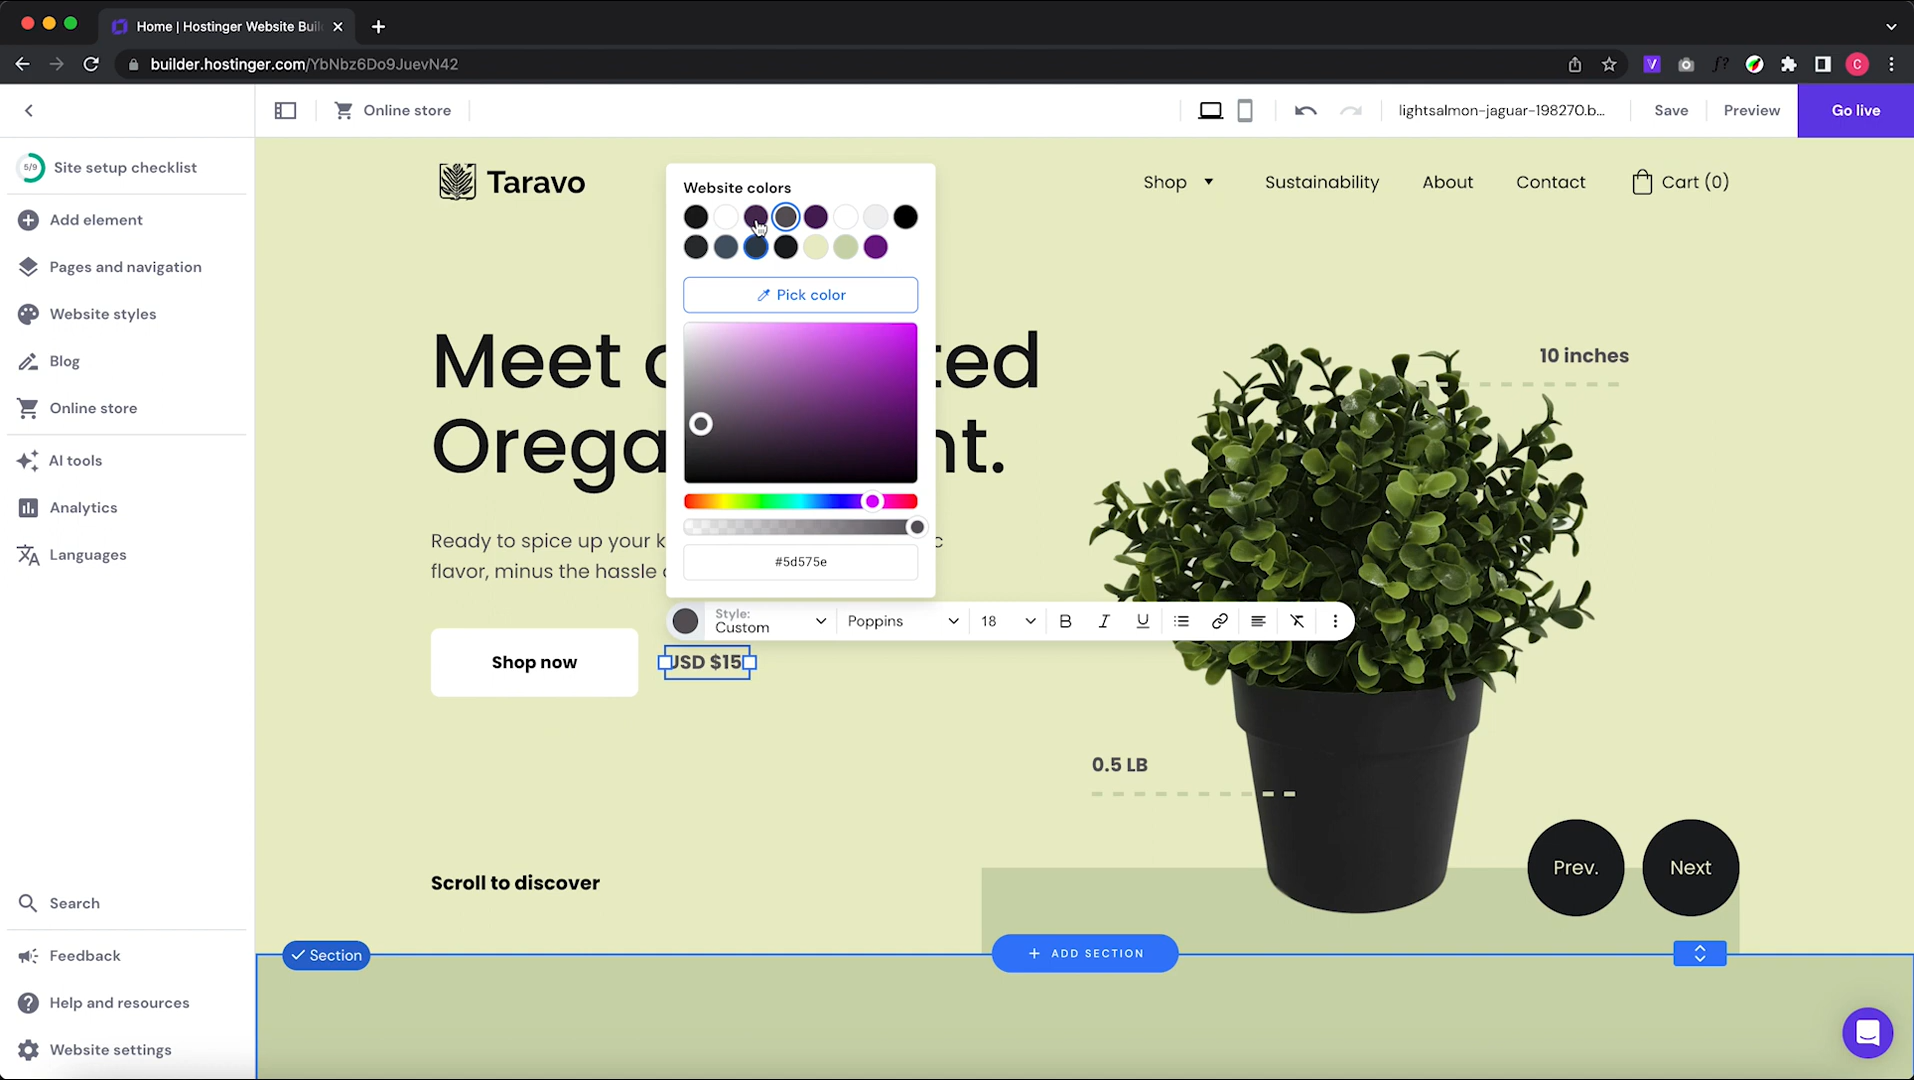 Home | Hostinger Website Buil
builder.hostinger.com/YbNbz6Do9JuevN42
Online store
lightsalmon-jaguar-198270.b...
Save
Preview
Go live
5/9
Site setup checklist
Add element
Pages and navigation
Website styles
Blog
Online store
AI tools
Analytics
Languages
Search
Feedback
Help and resources
Website settings
Taravo
Shop
Sustainability
About
Contact
Cart (0)
Website colors
Pick color
#5d575e
Meet
ted
Orega
t.
Ready to spice up your k
c
flavor, minus the hassle
Style:
Custom
Poppins
18
B
I
U
Shop now
USD $15
10 inches
0.5 LB
Prev.
Next
Scroll to discover
Section
+ ADD SECTION
V
f?
C